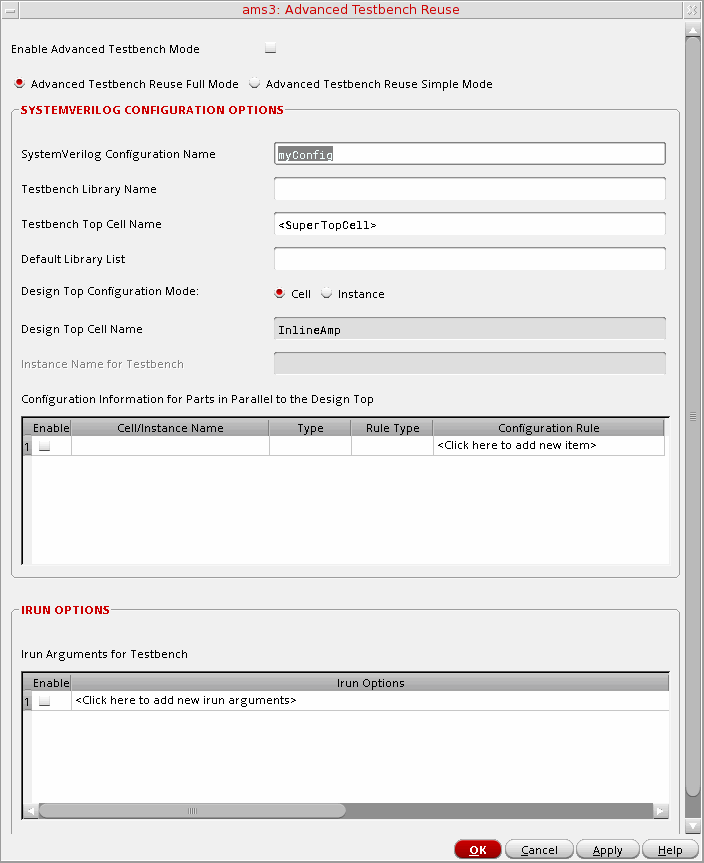 ams3: Advanced Testbench Reuse
Enable Advanced Testbench Mode
Advanced Testbench Reuse Full Mode Advanced Testbench Reuse Simple Mode
SYSTEMVERILOG CONFIGURATION OPTIONS
SystemVerilog Configuration Name myConfig
Testbench Library Name
Testbench Top Cell Name <SuperTopCell>
Default Library List
Design Top Configuration Mode: Cell Instance
Design Top Cell Name InlineAmp
Instance Name for Testbench
Configuration Information for Parts in Parallel to the Design Top
Enable Cell/Instance Name Type Rule Type Configuration Rule
1 <Click here to add new item>
IRUN OPTIONS
Irun Arguments for Testbench
Enable Irun Options
1 <Click here to add new irun arguments>
OK Cancel Apply Help